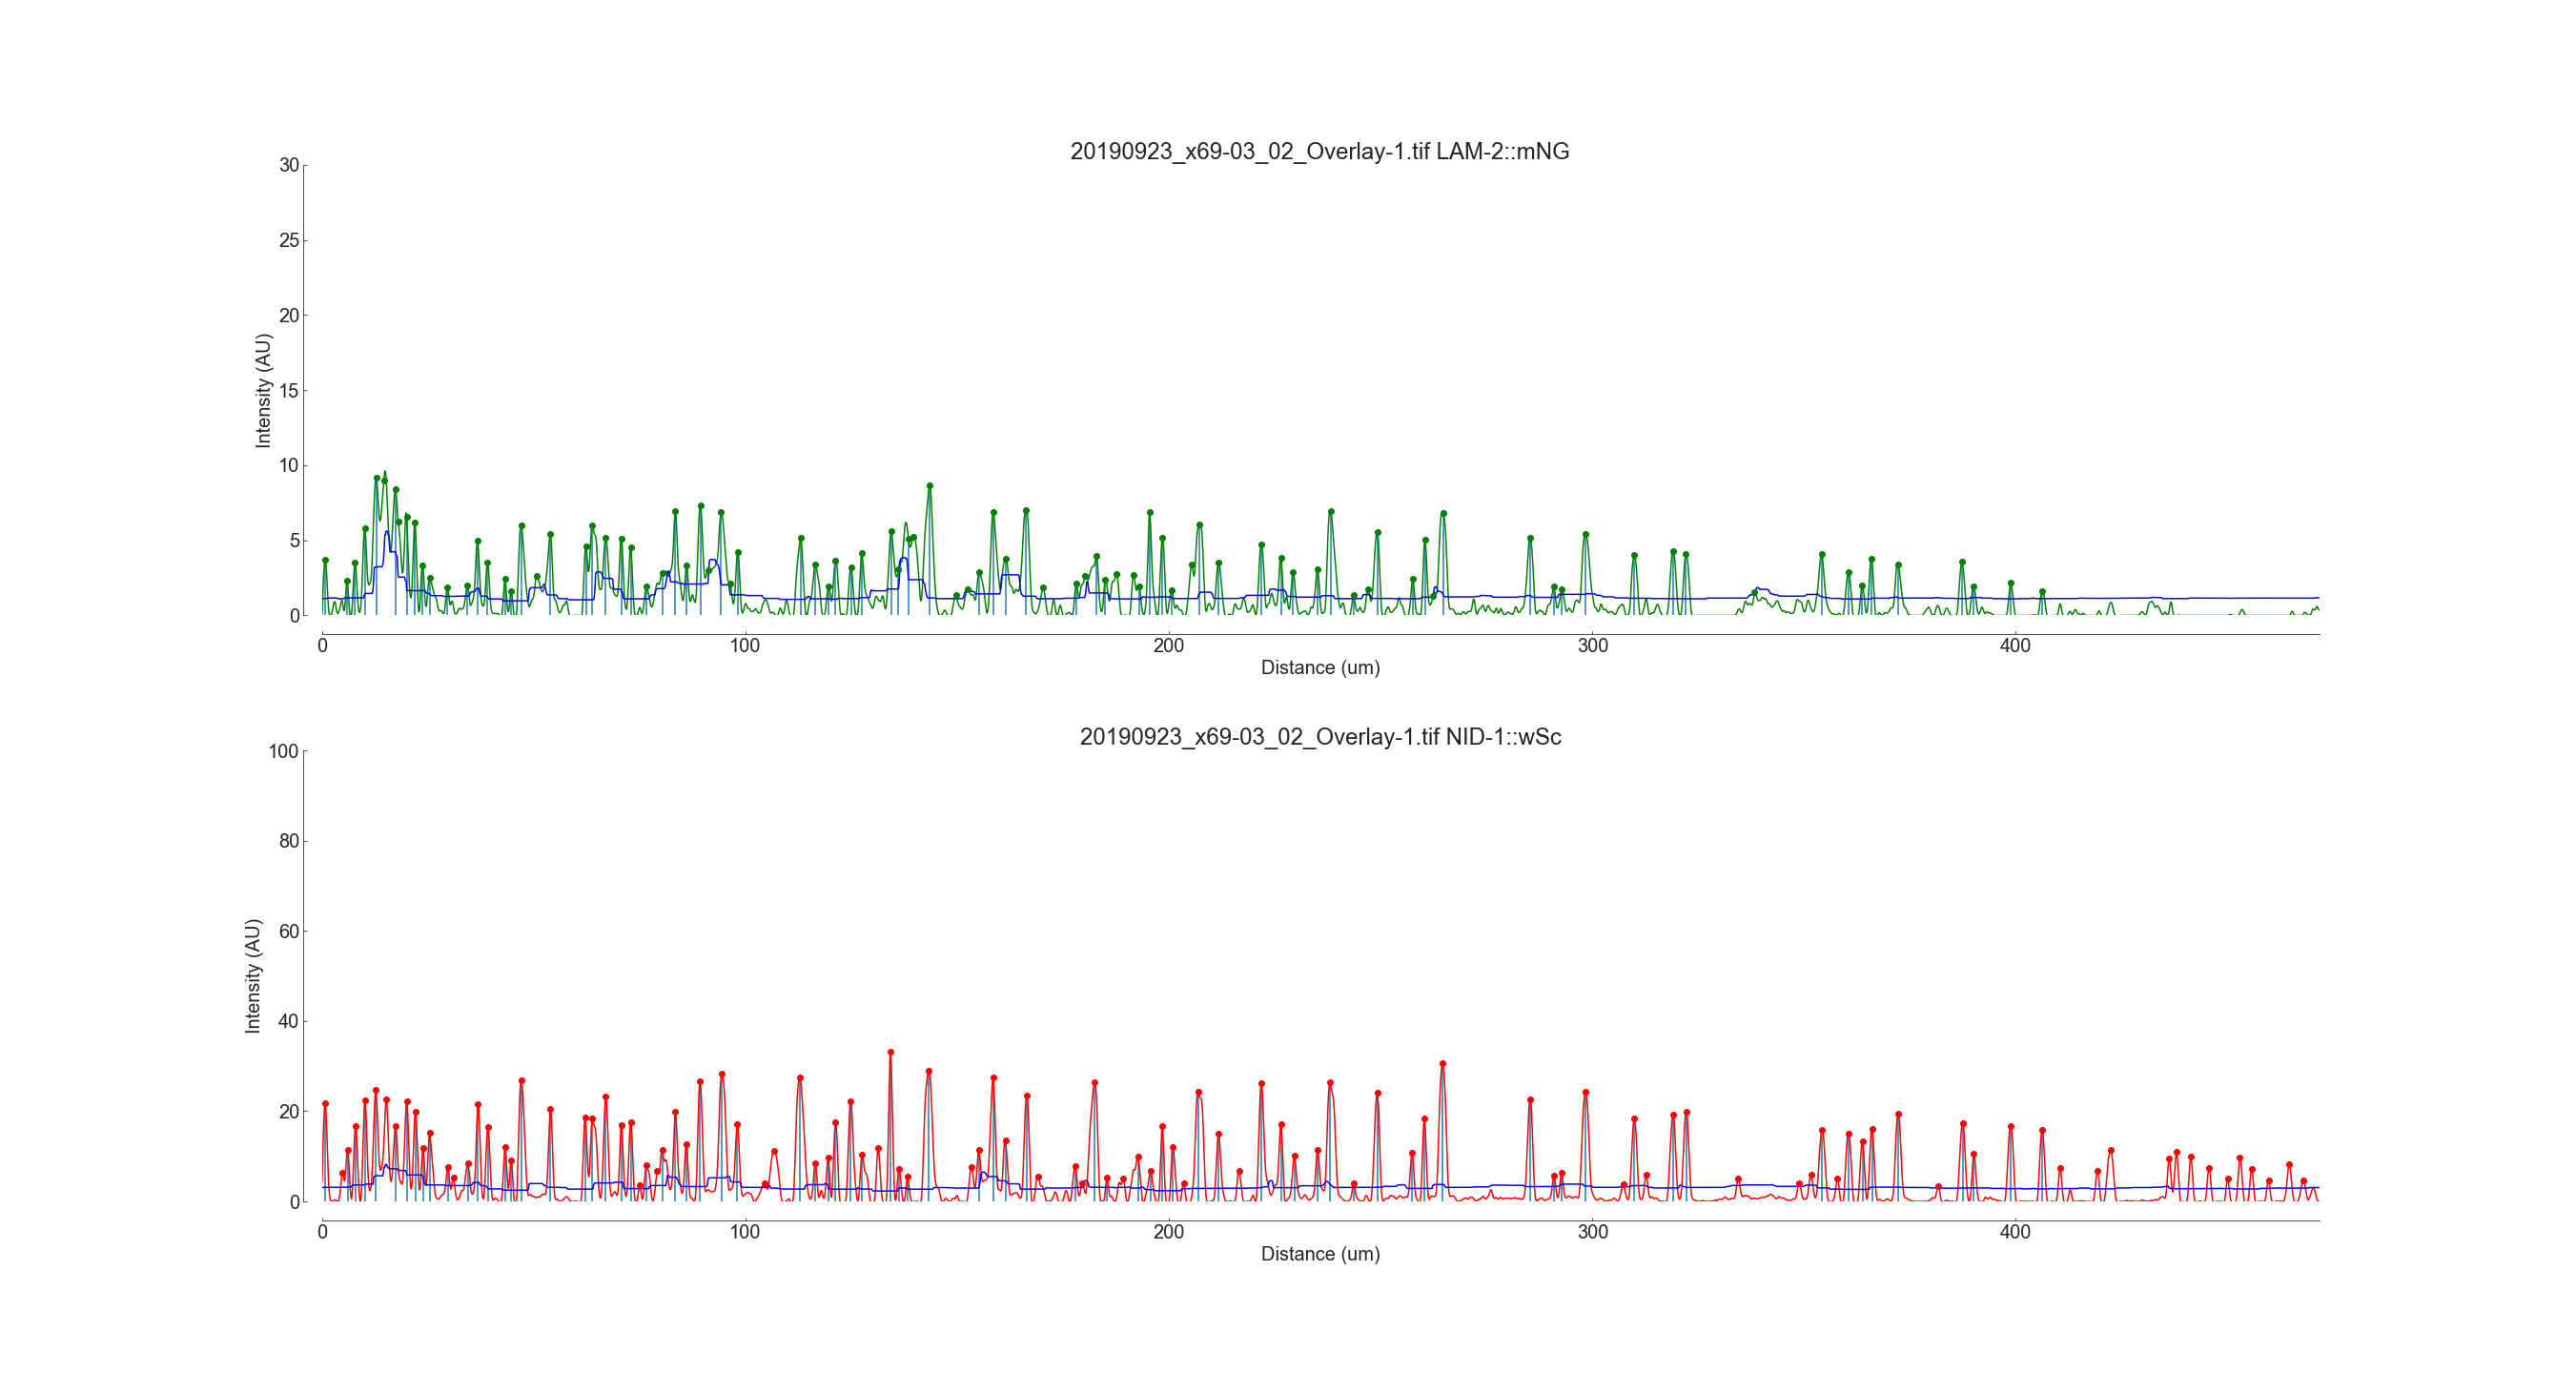 20190923_x69-03_02_Overlay-1.tif LAM-2::mNG
30
25
20
15
10
5
0
Intensity (AU)
0 100 200 300 400
Distance (um)
20190923_x69-03_02_Overlay-1.tif NID-1::wSc
100
80
60
40
20
0
Intensity (AU)
0 100 200 300 400
Distance (um)